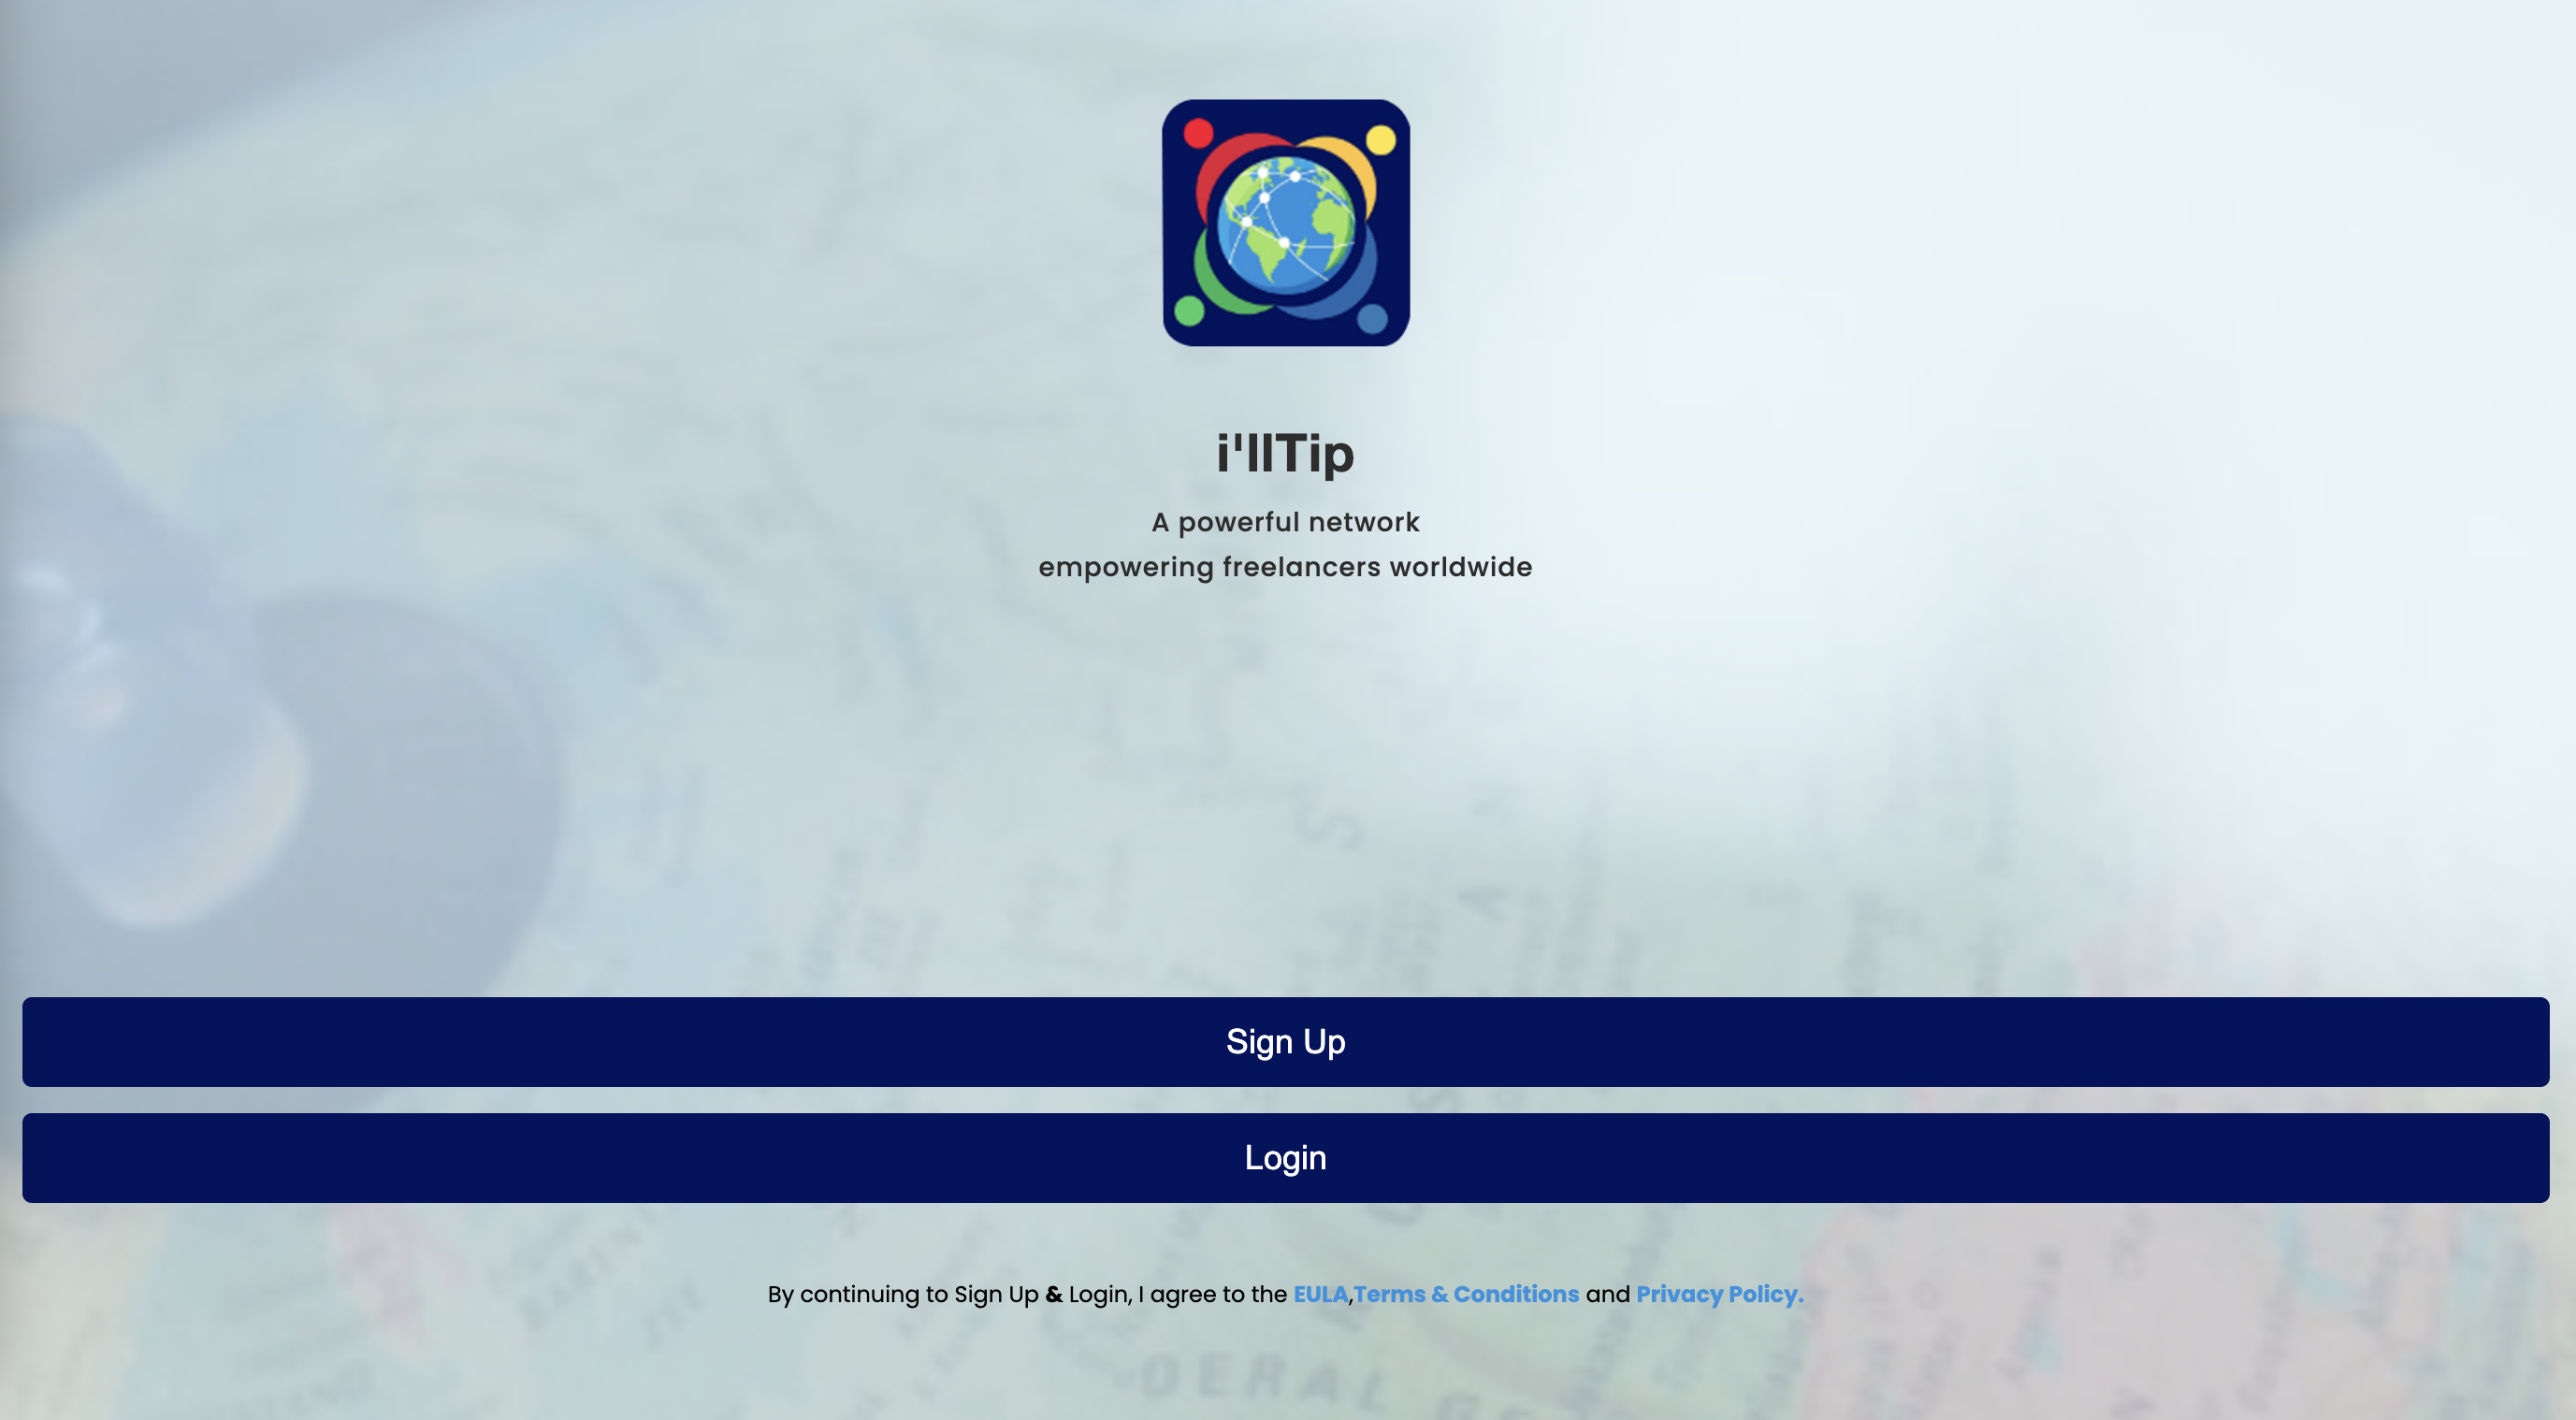 i'llTip
A powerful network
empowering freelancers worldwide
Sign Up
Login
By continuing to Sign Up & Login, I agree to the EULA,Terms & Conditions and Privacy Policy.
DERAL